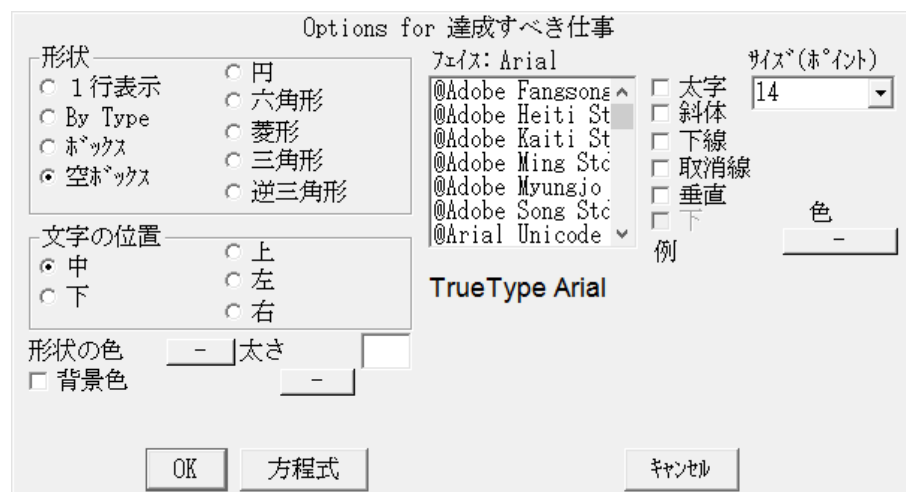 Options for 達成すべき仕事
形状
１行表示
By Type
ﾎﾞｯｸｽ
空ﾎﾞｯｸｽ
円
六角形
菱形
三角形
逆三角形
文字の位置
中
下
上
左
右
形状の色 - 太さ
背景色 -
ﾌｪｲｽ: Arial
@Adobe Fangsong
@Adobe Heiti St
@Adobe Kaiti St
@Adobe Ming Std
@Adobe Myungjo
@Adobe Song Std
@Arial Unicode
太字
斜体
下線
取消線
垂直
下
ｻｲｽﾞ(ﾎﾟｲﾝﾄ)
14
色
-
例
TrueType Arial
OK 方程式 ｷｬﾝｾﾙ